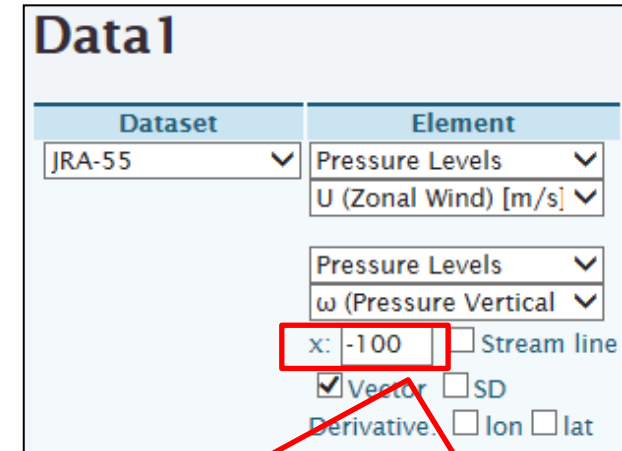 Data1
Dataset Element
JRA-55 Pressure Levels
U (Zonal Wind) [m/s]
Pressure Levels
ω (Pressure Vertical
x: -100 Stream line
Vector SD
Derivative: lon lat